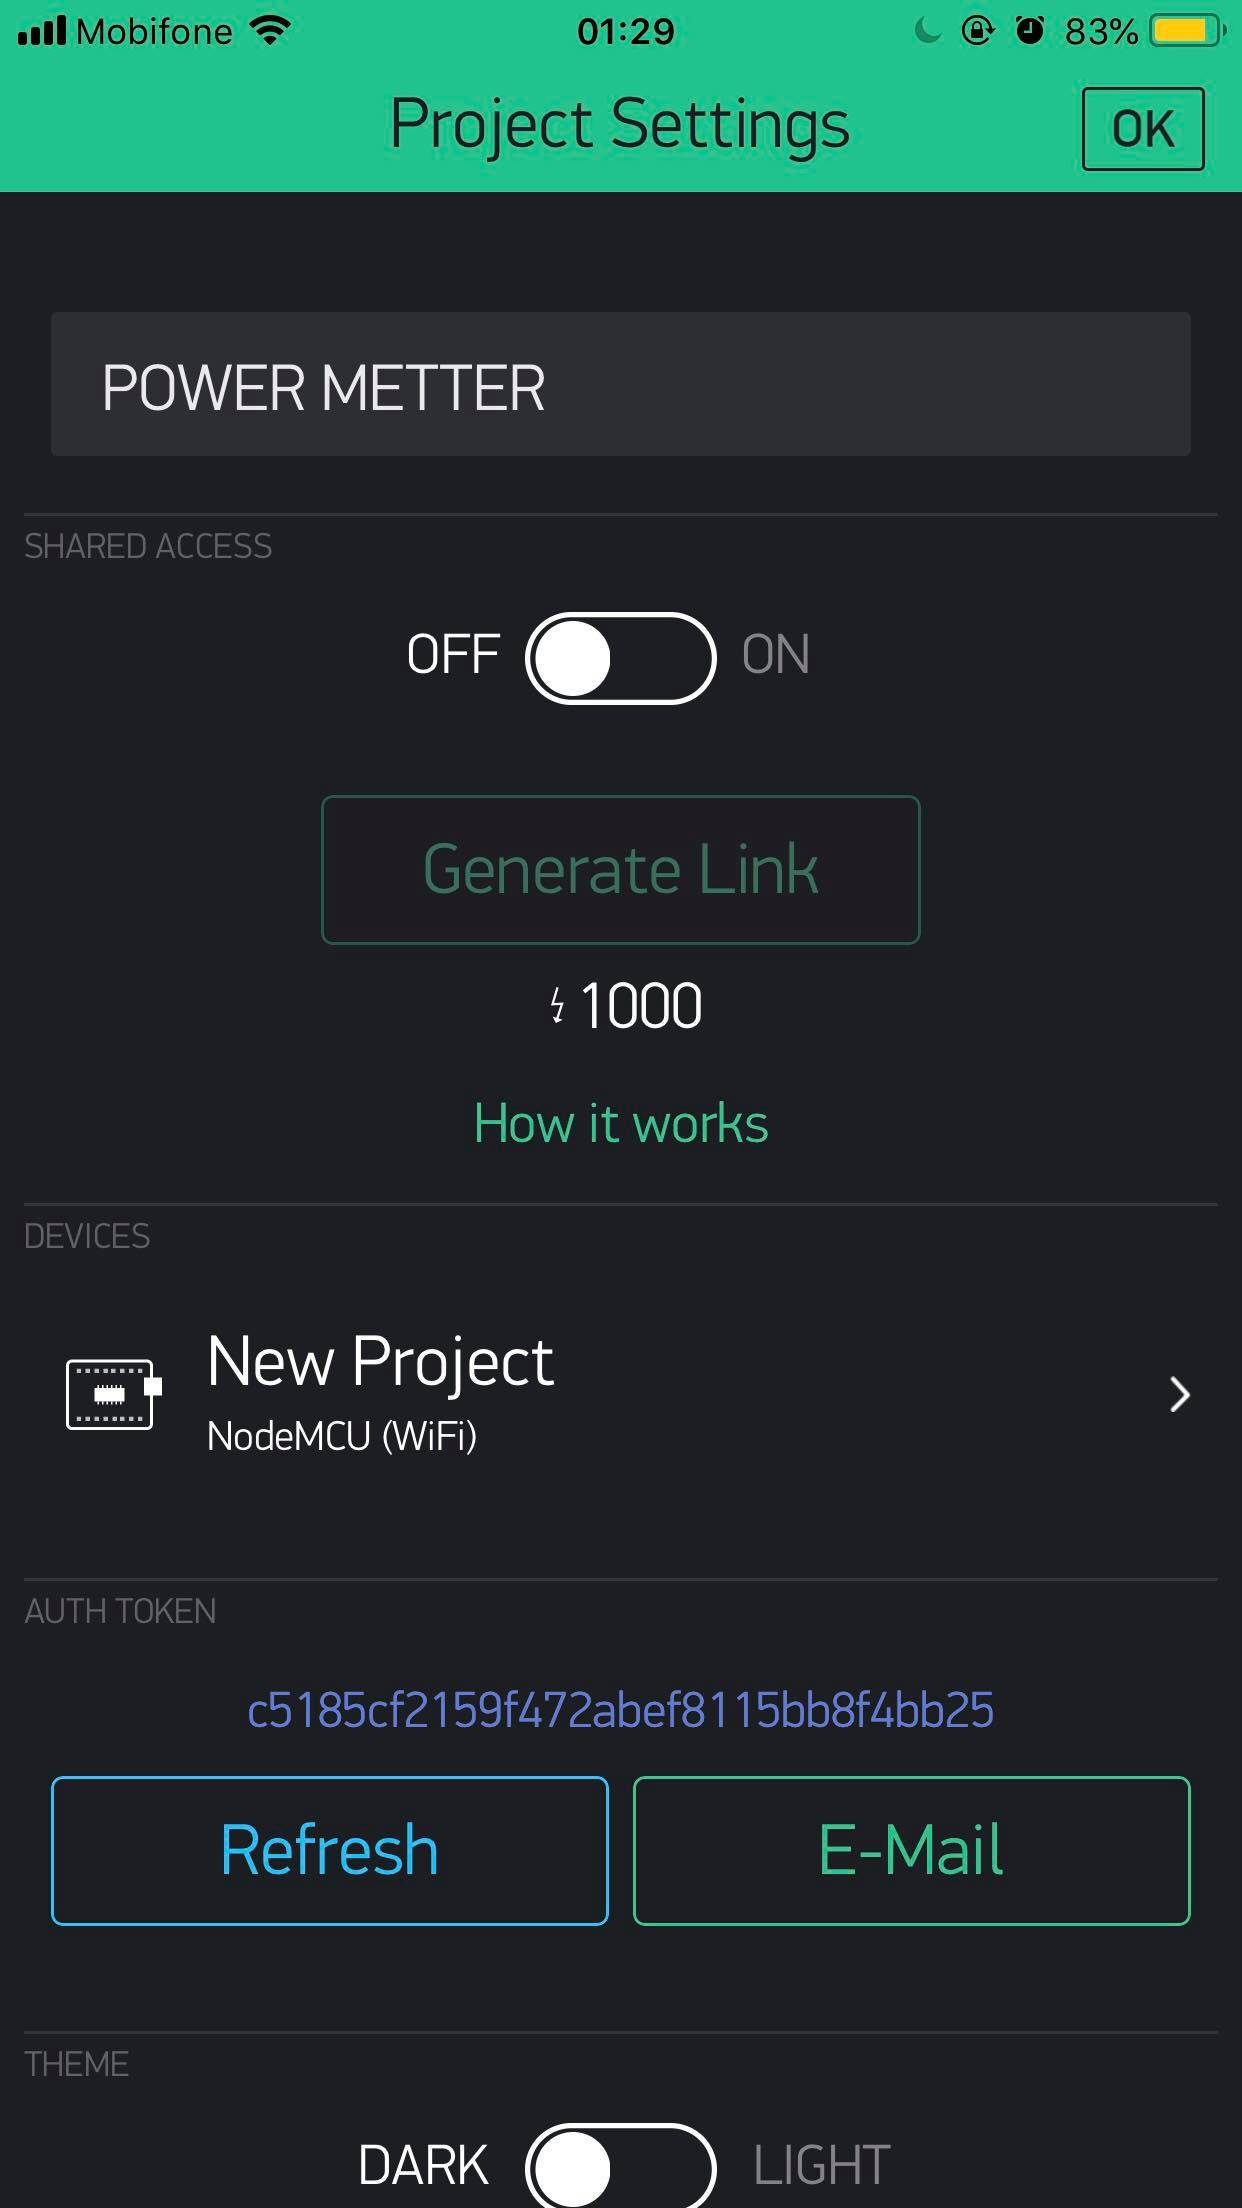 Mobifone 01:29 83%
Project Settings OK
POWER METTER
SHARED ACCESS
OFF ON
Generate Link
1000
How it works
DEVICES
New Project
NodeMCU (WiFi)
AUTH TOKEN
c5185cf2159f472abef8115bb8f4bb25
Refresh E-Mail
THEME
DARK LIGHT